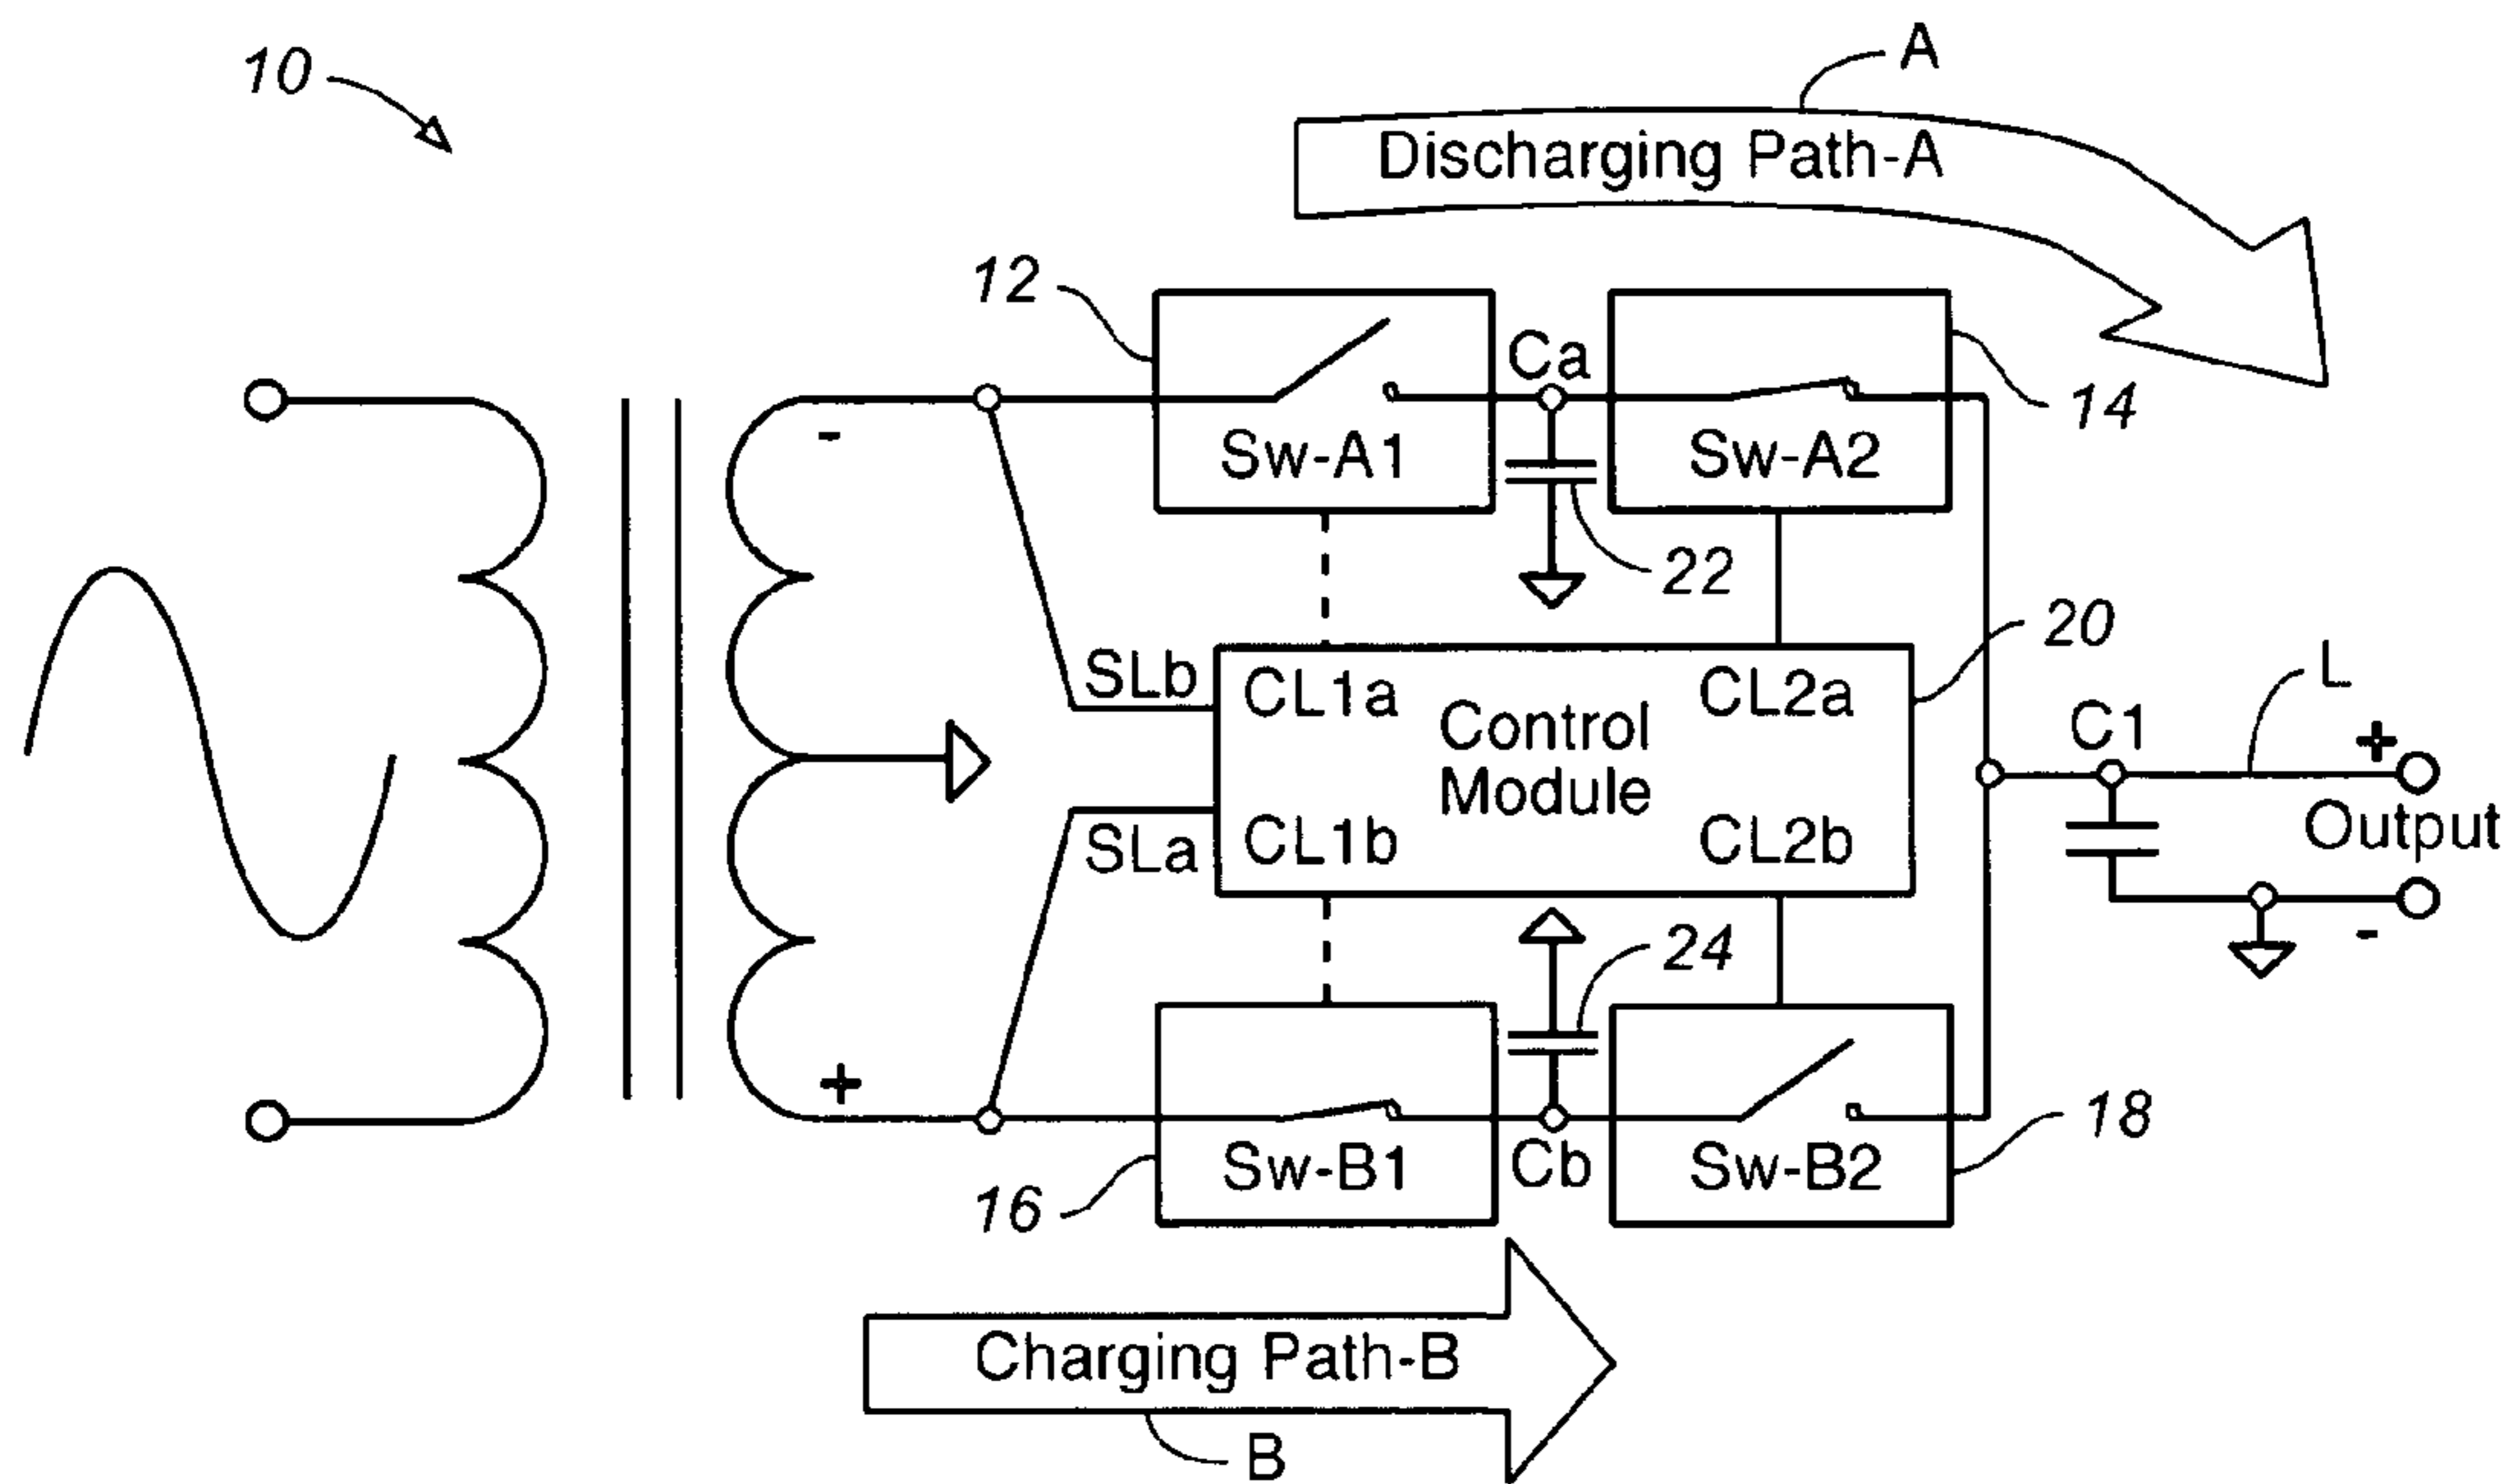 10
A
Discharging Path-A
12
Ca
14
-
Sw-A1
Sw-A2
22
20
SLb
CL1a
CL2a
L
Control
Module
C1
+
SLa
CL1b
CL2b
Output
24
-
+
Sw-B1
Cb
Sw-B2
18
16
Charging Path-B
B